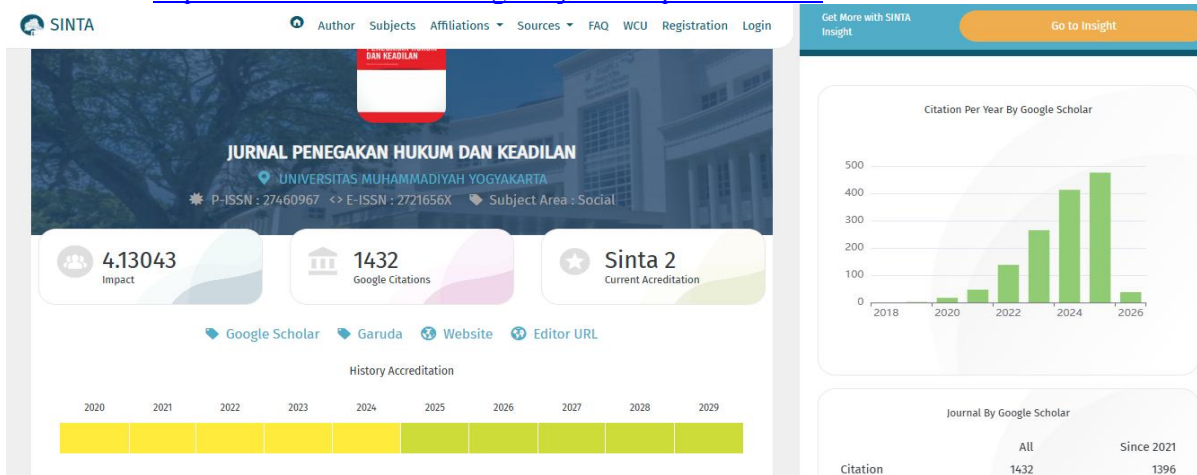 SINTA
Author Subjects Affiliations Sources FAQ WCU Registration Login
DAN KEADILAN
JURNAL PENEGAKAN HUKUM DAN KEADILAN
UNIVERSITAS MUHAMMADIYAH YOGYAKARTA
P-ISSN : 27460967 <> E-ISSN : 2721656X Subject Area : Social
4.13043
Impact
1432
Google Citations
Sinta 2
Current Acreditation
Google Scholar Garuda Website Editor URL
History Accreditation
2020 2021 2022 2023 2024 2025 2026 2027 2028 2029
Get More with SINTA
Insight
Go to Insight
Citation Per Year By Google Scholar
500
400
300
200
100
0
2018 2020 2022 2024 2026
Journal By Google Scholar
All Since 2021
Citation 1432 1396